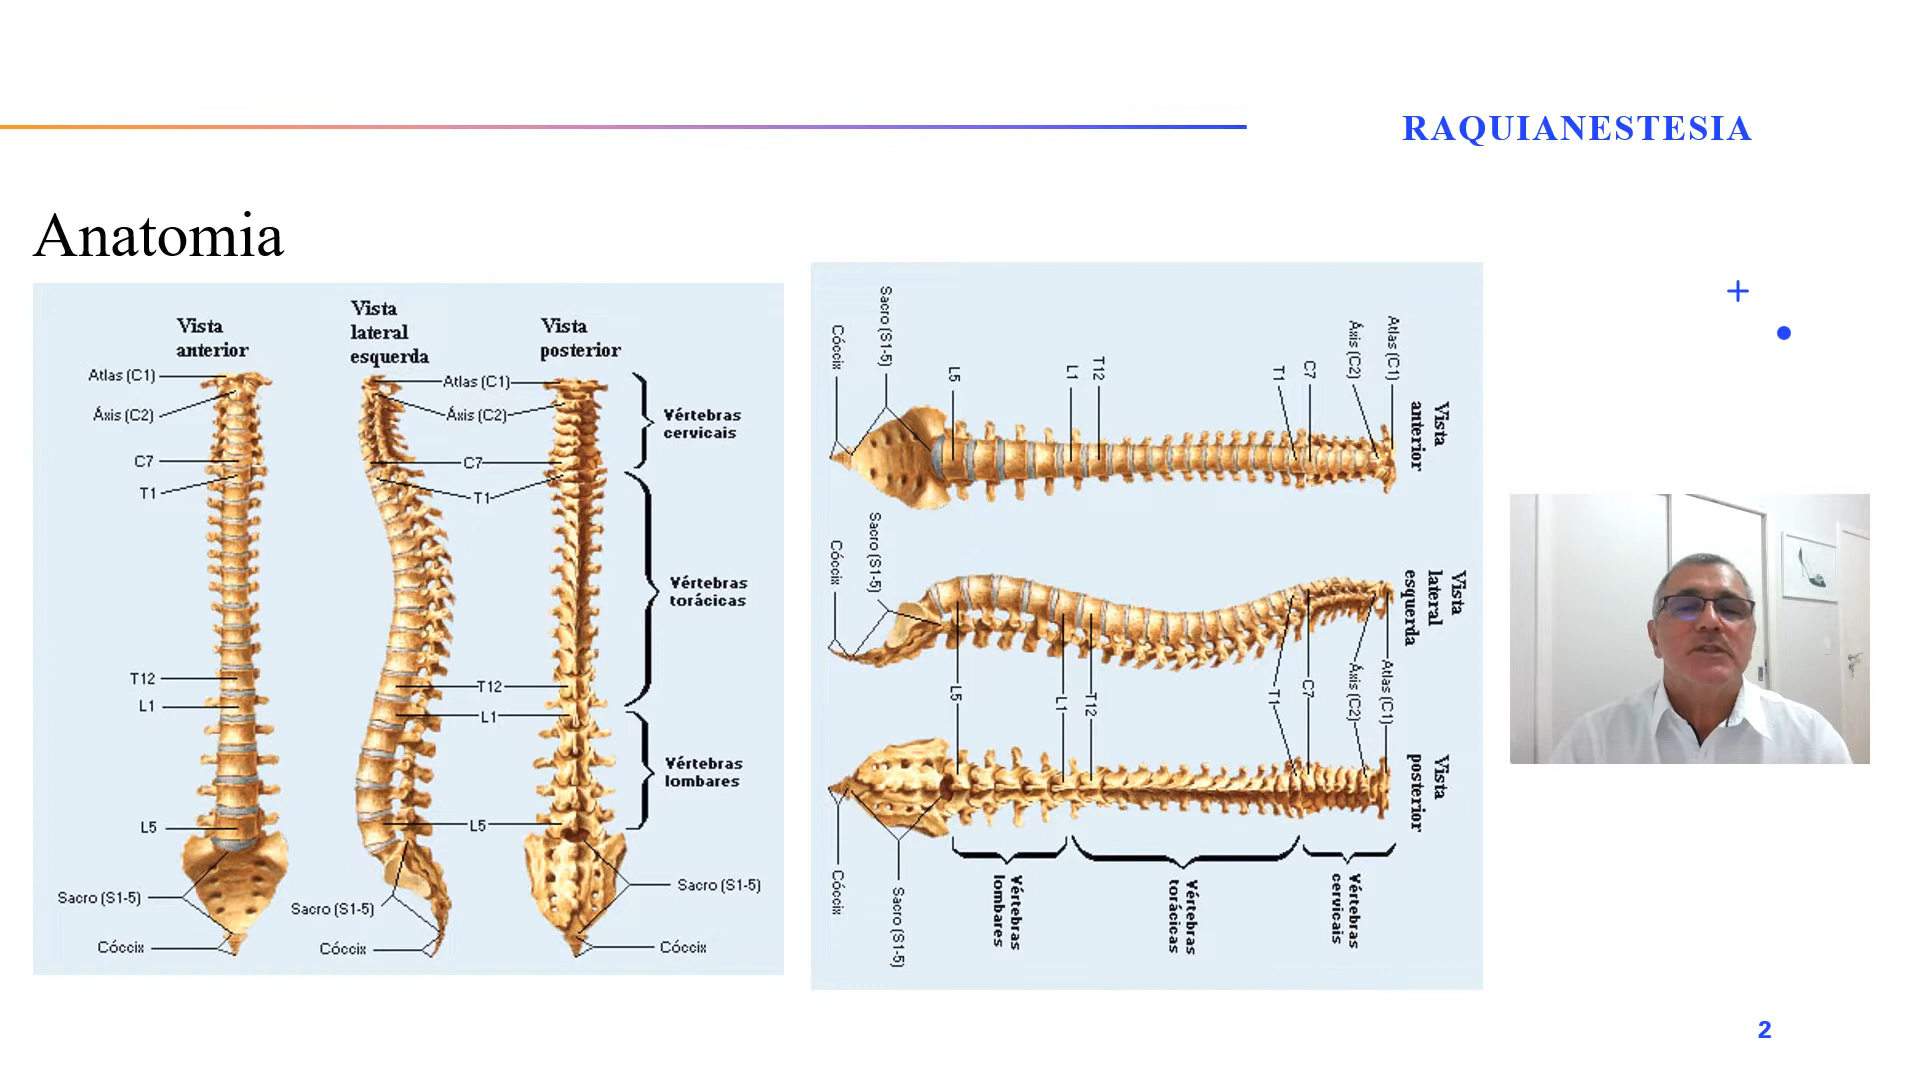 RAQUIANESTESIA
Anatomia
Vista
anterior
Vista
lateral
esquerda
Vista
posterior
Atlas (C1)
Áxis (C2)
C7
T1
T12
L1
L5
Sacro (S1-5)
Cóccix
Atlas (C1)
Áxis (C2)
C7
T1
T12
L1
L5
Sacro (S1-5)
Cóccix
Vértebras
cervicais
Vértebras
torácicas
Vértebras
lombares
Sacro (S1-5)
Cóccix
Vista
anterior
Atlas (C1)
Áxis (C2)
C7
T1
T12
L1
L5
Sacro (S1-5)
Cóccix
Vista
lateral
esquerda
Sacro (S1-5)
Cóccix
Atlas (C1)
Áxis (C2)
C7
T1
T12
L1
L5
Vista
posterior
Vértebras
cervicais
Vértebras
torácicas
Vértebras
lombares
Sacro (S1-5)
Cóccix
2